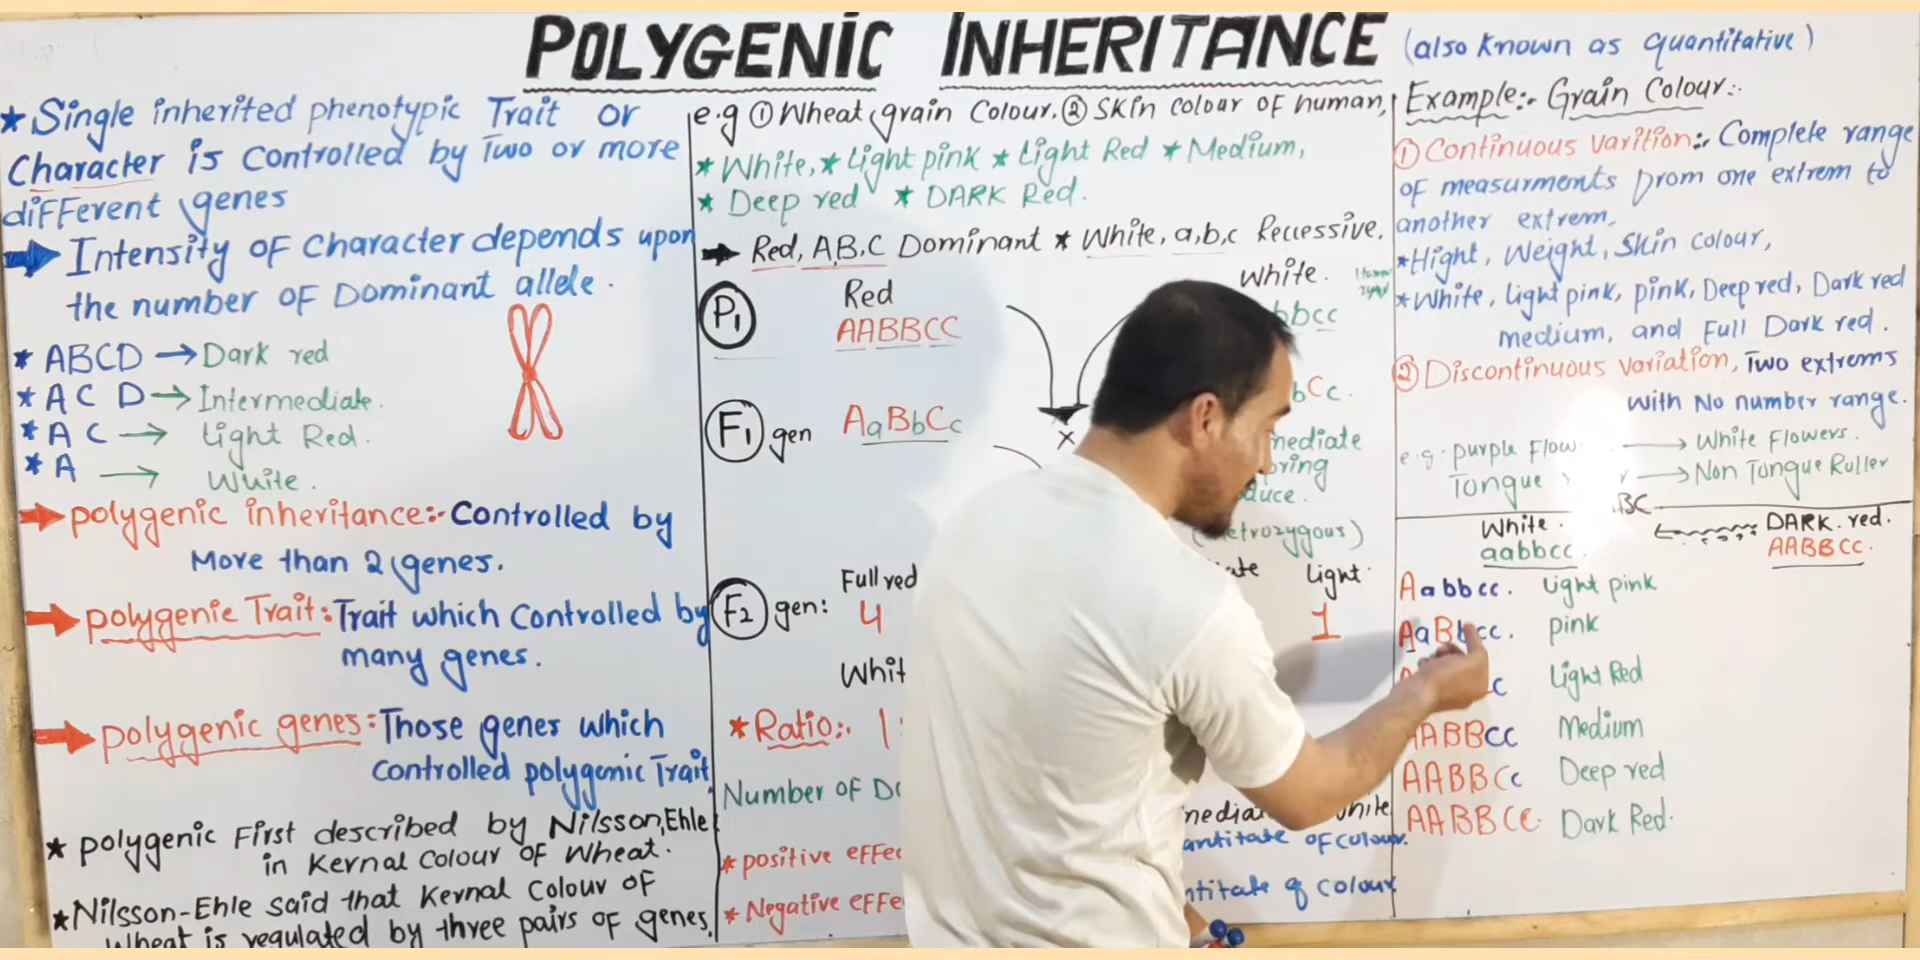 POLYGENIC INHERITANCE (also known as quantitative)
★ Single inherited phenotypic Trait or
Character is controlled by Two or more
different genes
Intensity of character depends upon
the number of Dominant allele.
* ABCD → Dark red
* A C D → Intermediate.
* A C → Light Red.
* A → White.
polygenic inheritance:- Controlled by
More than 2 genes.
polygenic Trait: Trait which controlled by
many genes.
polygenic genes: Those genes which
controlled polygenic Trait
★ polygenic First described by Nilsson, Ehle
in Kernal colour of wheat.
★ Nilsson-Ehle said that Kernal colour of
Wheat is regulated by three pairs of genes.
e.g ① Wheat grain Colour. ② Skin colour of human,
* White, * Light pink * Light Red * Medium,
* Deep red * DARK Red.
Red, A,B,C Dominant * White, a,b,c Reccessive.
White.
P1 Red
AABBCC bbcc
F1 gen AaBbCc bCc.
x
mediate
ring
duce.
etrozygous)
F2 gen: Full red ate Light
4 1
Whit
* Ratio:. 1:
Number of Do
mediat White
* positive effec antitate of colour.
* Negative effe ntitate of colour
Example:- Grain Colour:-
① Continuous varition:- Complete range
of measurments from one extrem to
another extrem.
* Hight, Weight, Skin colour,
* White, light pink, pink, Deep red, Dark red
medium, and Full Dark red.
② Discontinuous variation, Two extrems
with No number range.
e.g. purple Flow → White Flowers.
Tongue → Non Tongue Ruller
BC
White. DARK. red.
aabbcc. AABBCC.
Aabbcc. Light pink
AaBbcc. pink
c Light Red
AABBcc Medium
AABBCc Deep red
AABBCC. Dark Red.